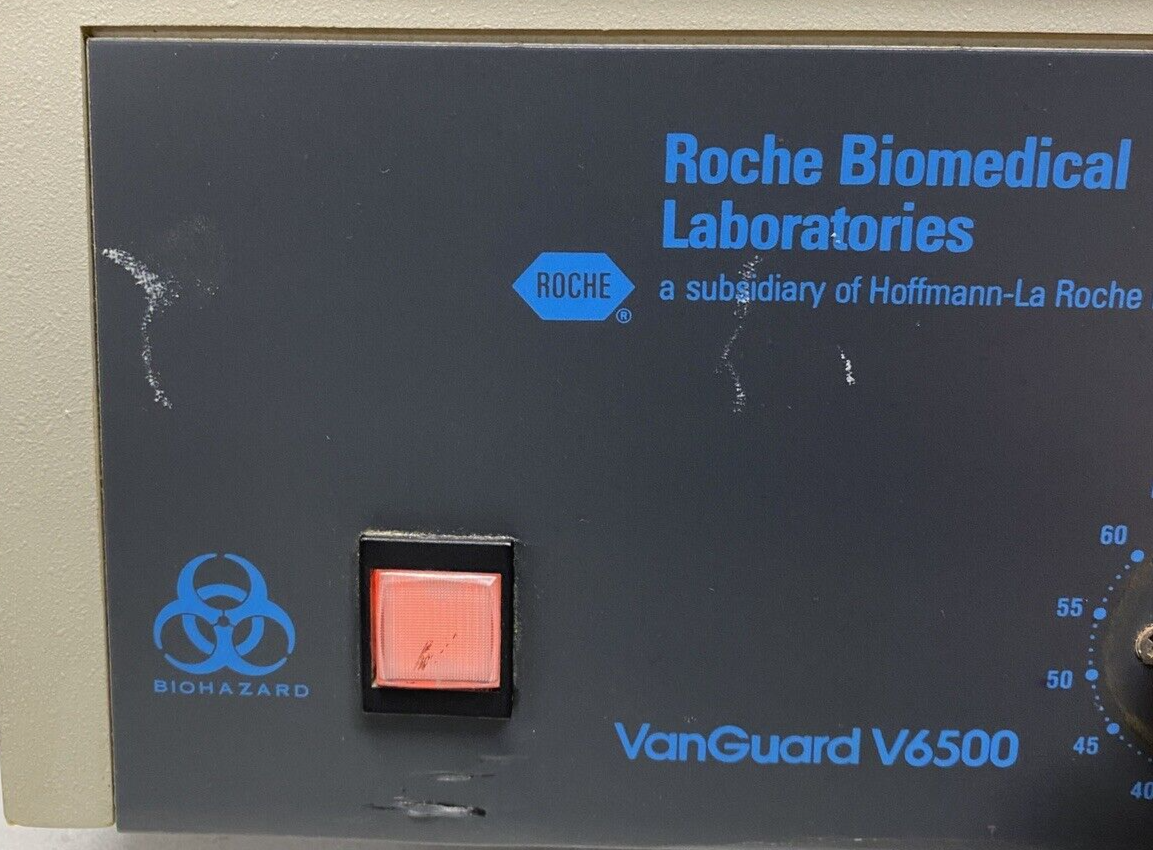 Roche Biomedical
Laboratories
ROCHE ®
a subsidiary of Hoffmann-La Roche
60
55
50
45
40
BIOHAZARD
VanGuard V6500